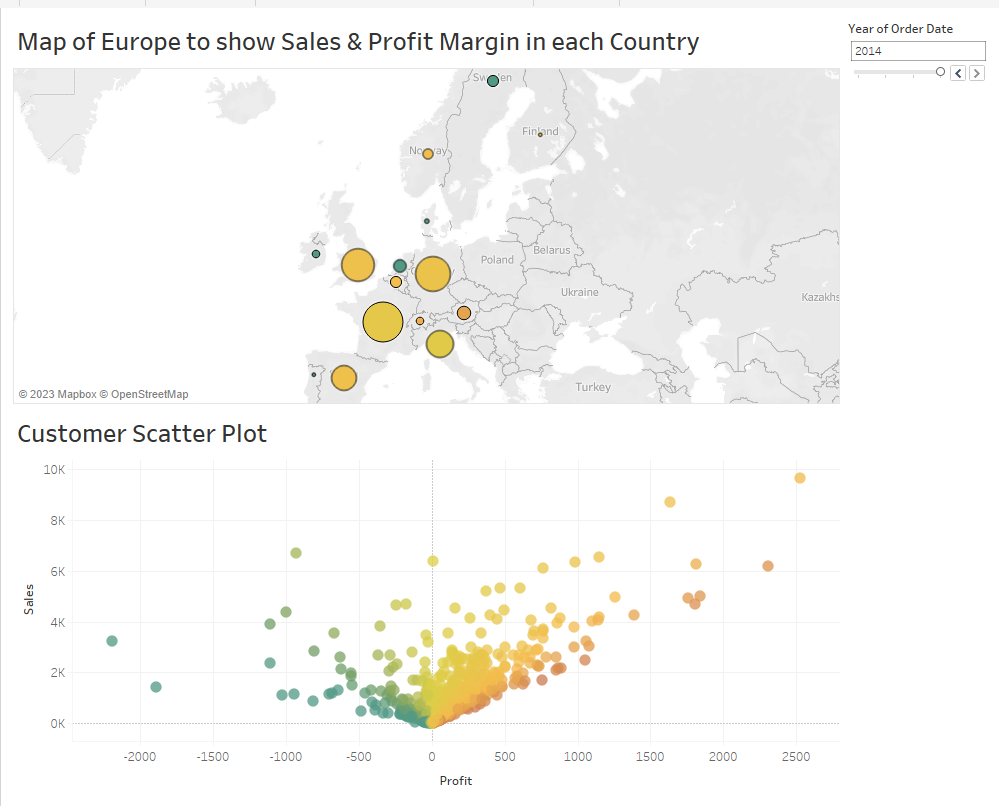 Map of Europe to show Sales & Profit Margin in each Country
Year of Order Date
2014
Sweden
Finland
Norway
Belarus
Poland
Ukraine
Kazakhs
Turkey
© 2023 Mapbox © OpenStreetMap
Customer Scatter Plot
10K
8K
6K
4K
2K
0K
Sales
-2000 -1500 -1000 -500 0 500 1000 1500 2000 2500
Profit